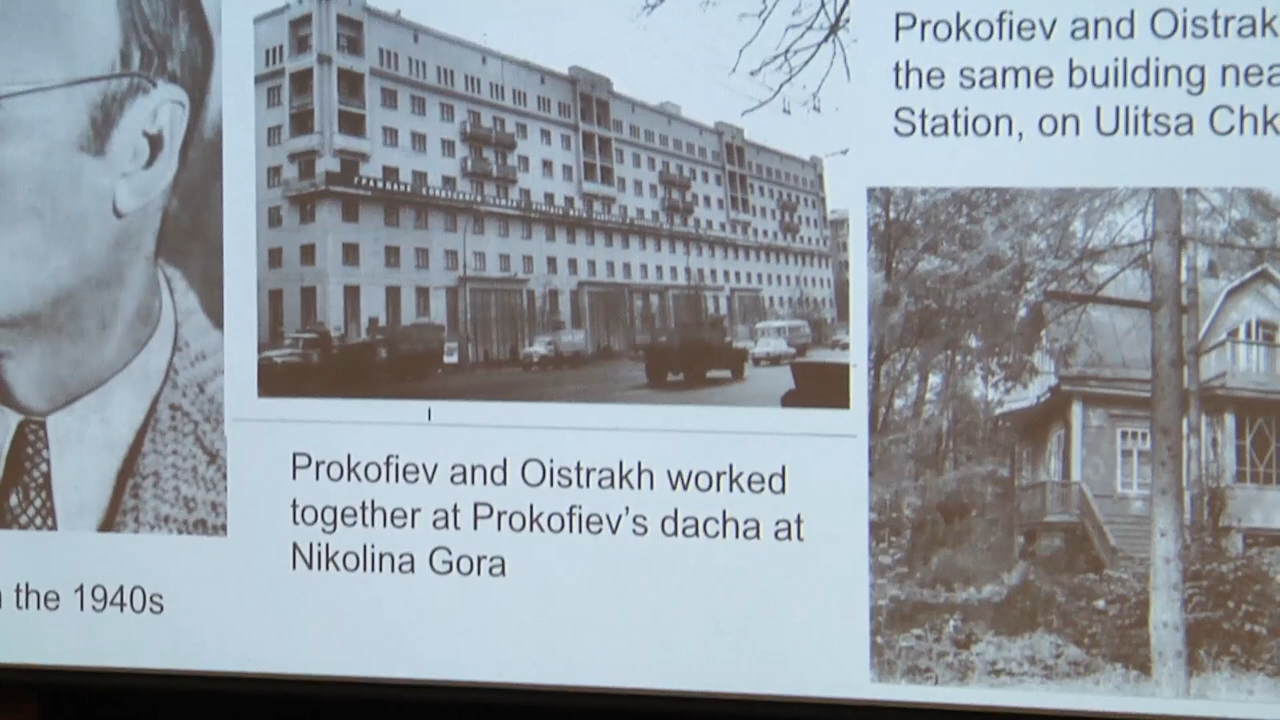 Prokofiev and Oistrak
the same building nea
Station, on Ulitsa Chk
Prokofiev and Oistrakh worked
together at Prokofiev's dacha at
Nikolina Gora
the 1940s